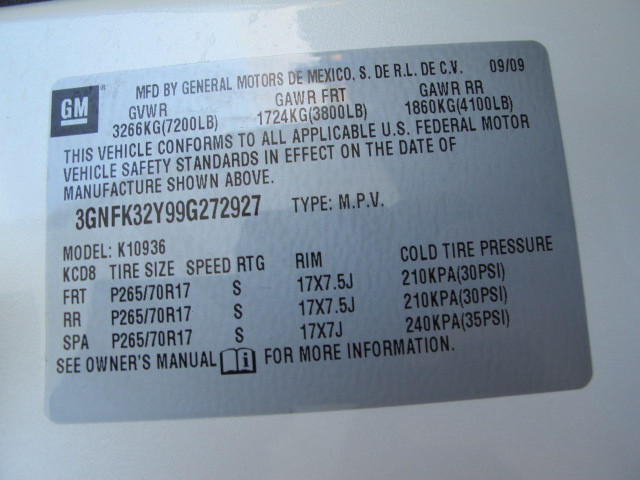 GM
MFD BY GENERAL MOTORS DE MEXICO, S. DE R.L. DE C.V. 09/09
GVWR GAWR FRT GAWR RR
3266KG(7200LB) 1724KG(3800LB) 1860KG(4100LB)
THIS VEHICLE CONFORMS TO ALL APPLICABLE U.S. FEDERAL MOTOR
VEHICLE SAFETY STANDARDS IN EFFECT ON THE DATE OF
MANUFACTURE SHOWN ABOVE.
3GNFK32Y99G272927 TYPE: M.P.V.
MODEL: K10936
KCD8 TIRE SIZE SPEED RTG RIM COLD TIRE PRESSURE
FRT P265/70R17 S 17X7.5J 210KPA(30PSI)
RR P265/70R17 S 17X7.5J 210KPA(30PSI)
SPA P265/70R17 S 17X7J 240KPA(35PSI)
SEE OWNER'S MANUAL i FOR MORE INFORMATION.